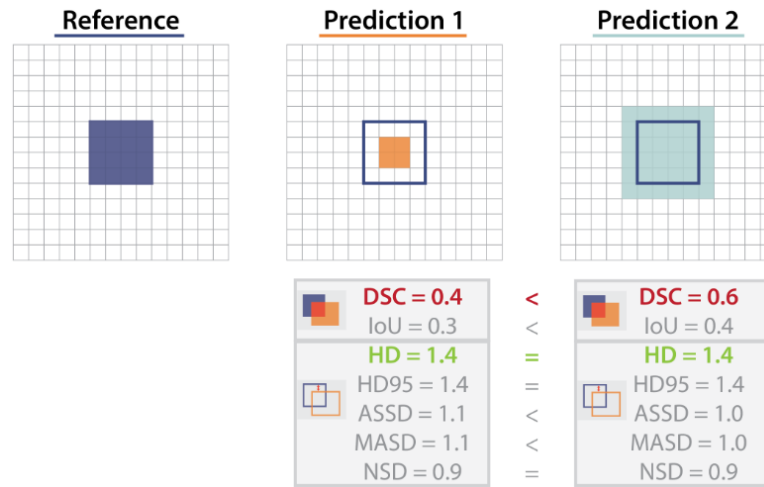 Reference Prediction 1 Prediction 2
DSC = 0.4 < DSC = 0.6
IoU = 0.3 < IoU = 0.4
HD = 1.4 = HD = 1.4
HD95 = 1.4 = HD95 = 1.4
ASSD = 1.1 < ASSD = 1.0
MASD = 1.1 < MASD = 1.0
NSD = 0.9 = NSD = 0.9